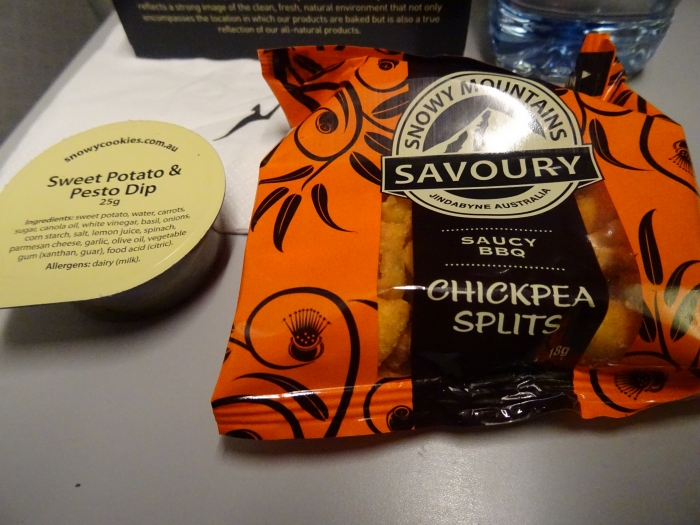 reflects a strong image of the clean, fresh, natural environment that not only
encompasses the location in which our products are baked but is also a true
reflection of our all-natural products.
snowycookies.com.au
Sweet Potato &
Pesto Dip
25g
Ingredients: sweet potato, water, carrots,
sugar, canola oil, white vinegar, basil, onions,
corn starch, salt, lemon juice, spinach,
parmesan cheese, garlic, olive oil, vegetable
gum (xanthan, guar), food acid (citric).
Allergens: dairy (milk).
SNOWY MOUNTAINS
SAVOURY
JINDABYNE AUSTRALIA
SAUCY
BBQ
CHICKPEA
SPLITS
18g